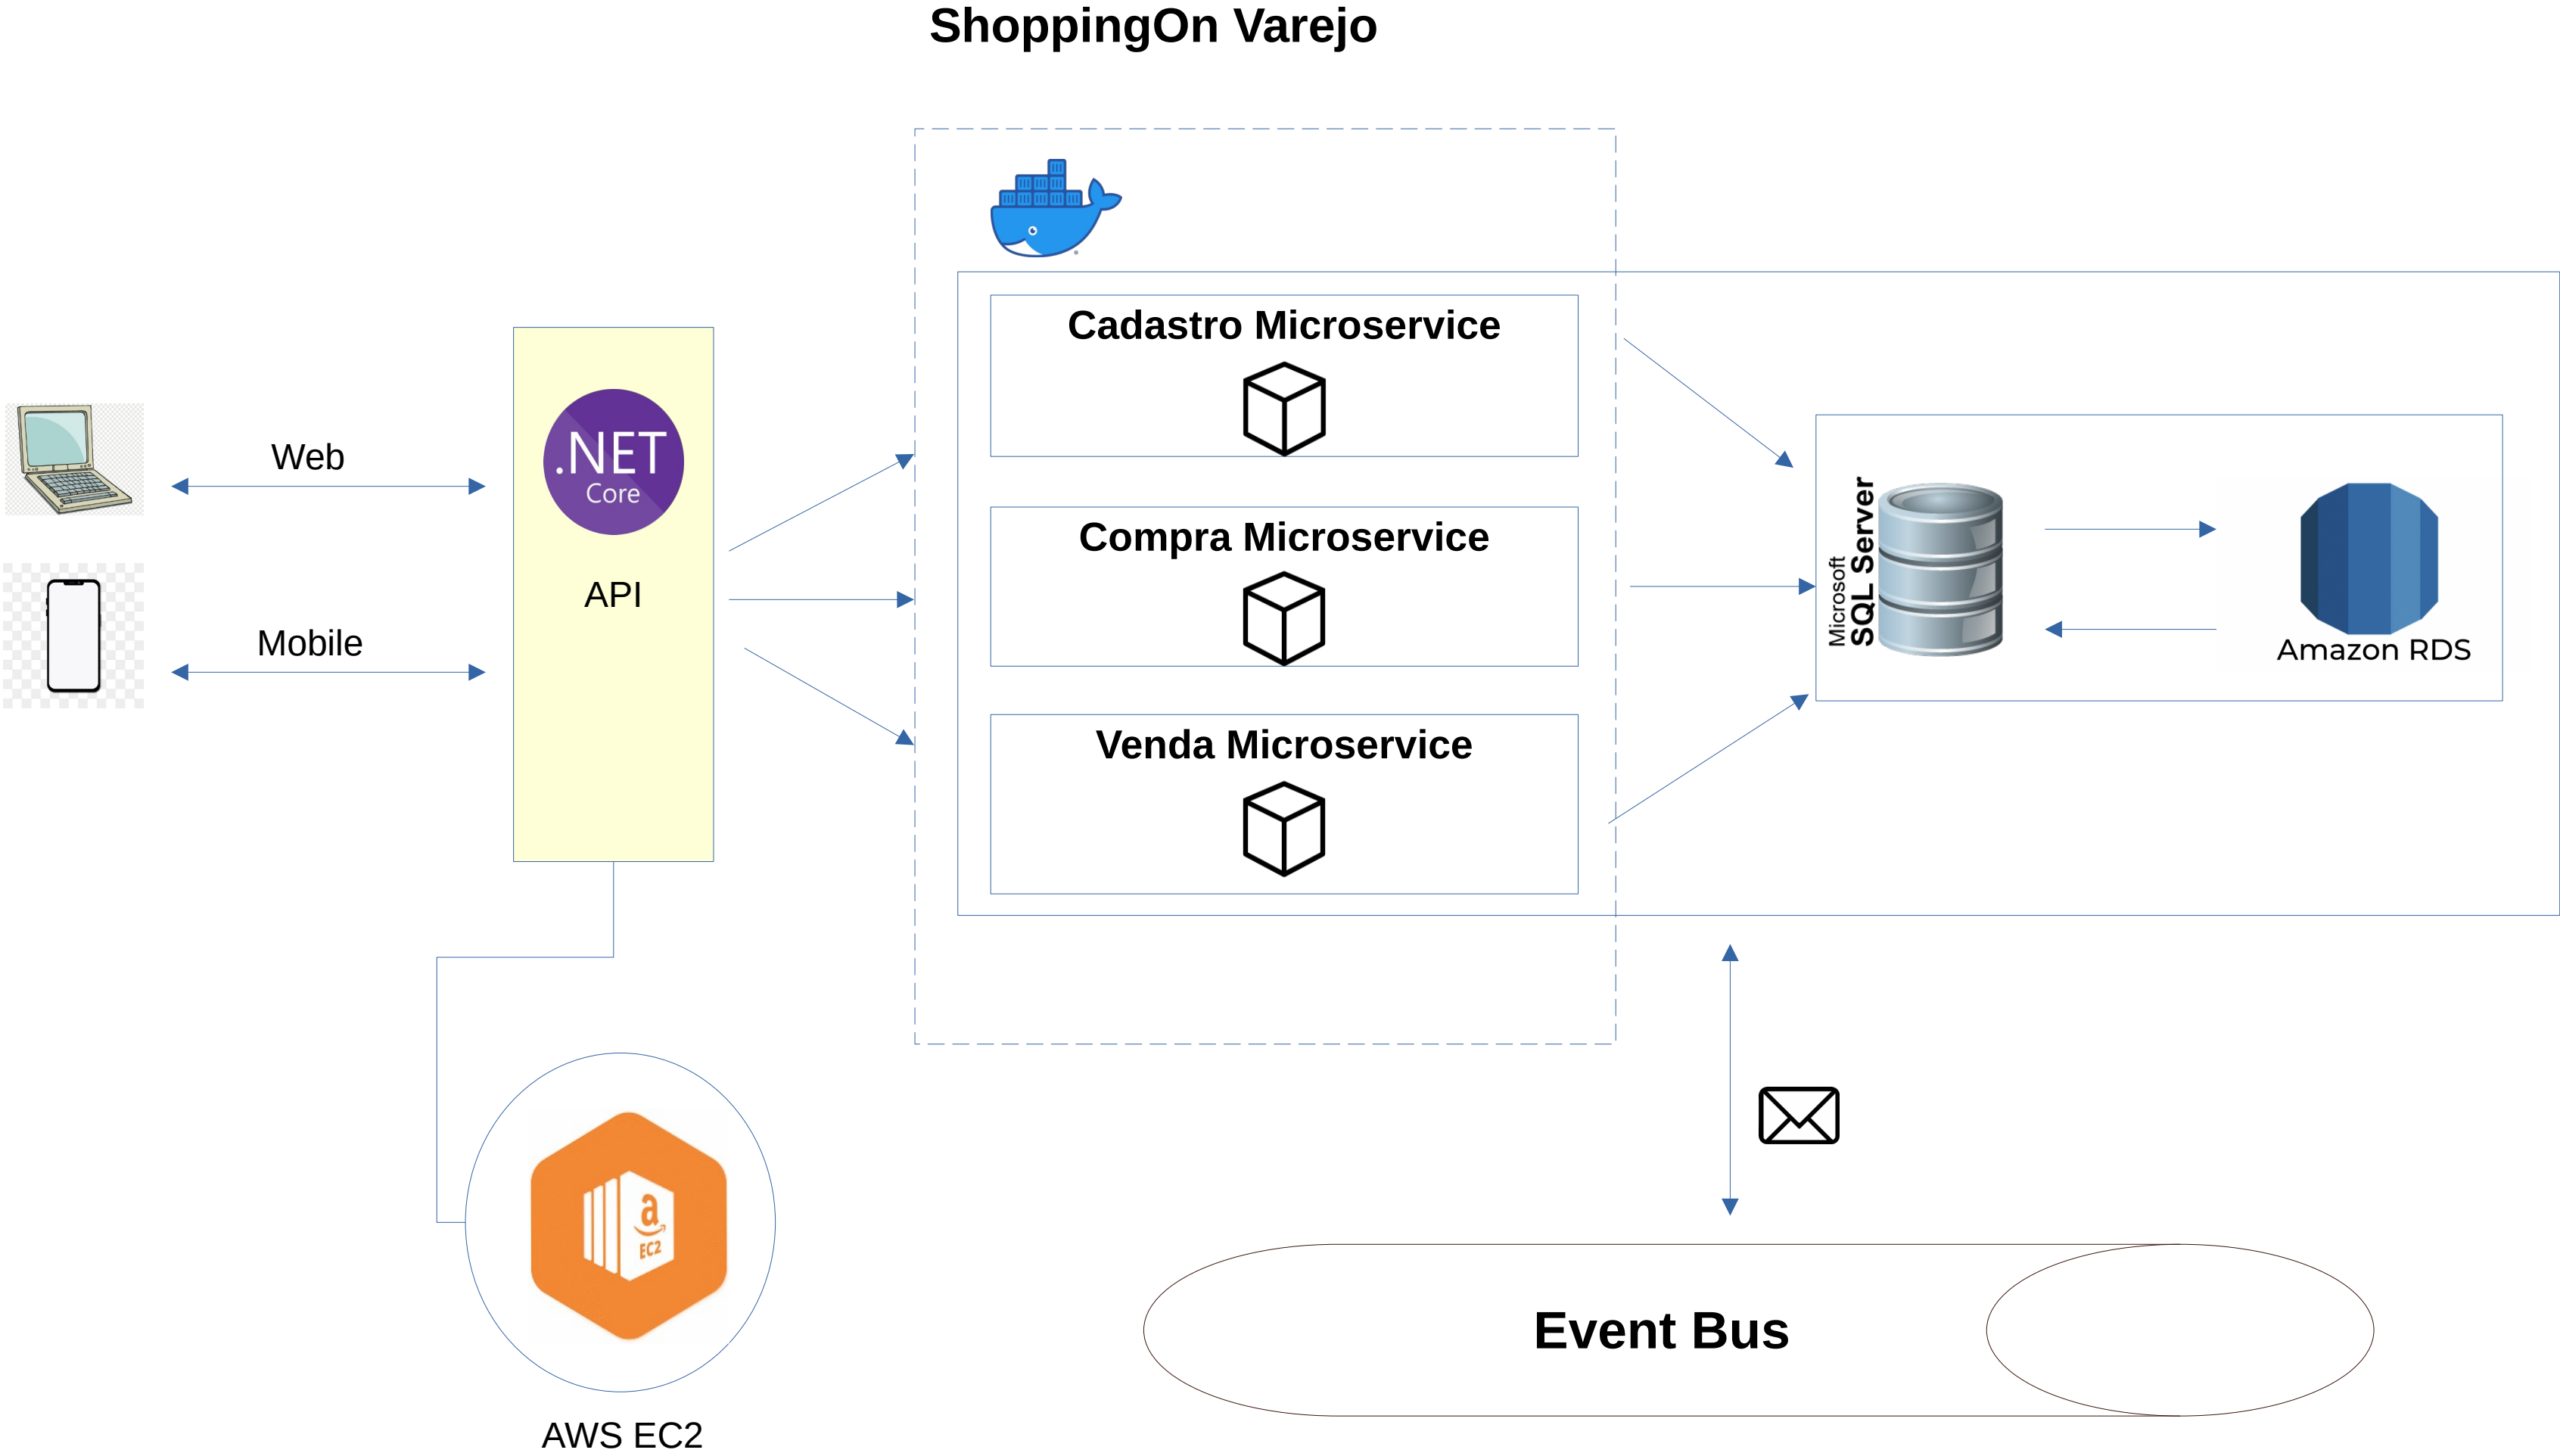 ShoppingOn Varejo
Cadastro Microservice
Web
.NET
Core
API
Mobile
Compra Microservice
Venda Microservice
Microsoft
SQL Server
Amazon RDS
a
EC2
AWS EC2
Event Bus